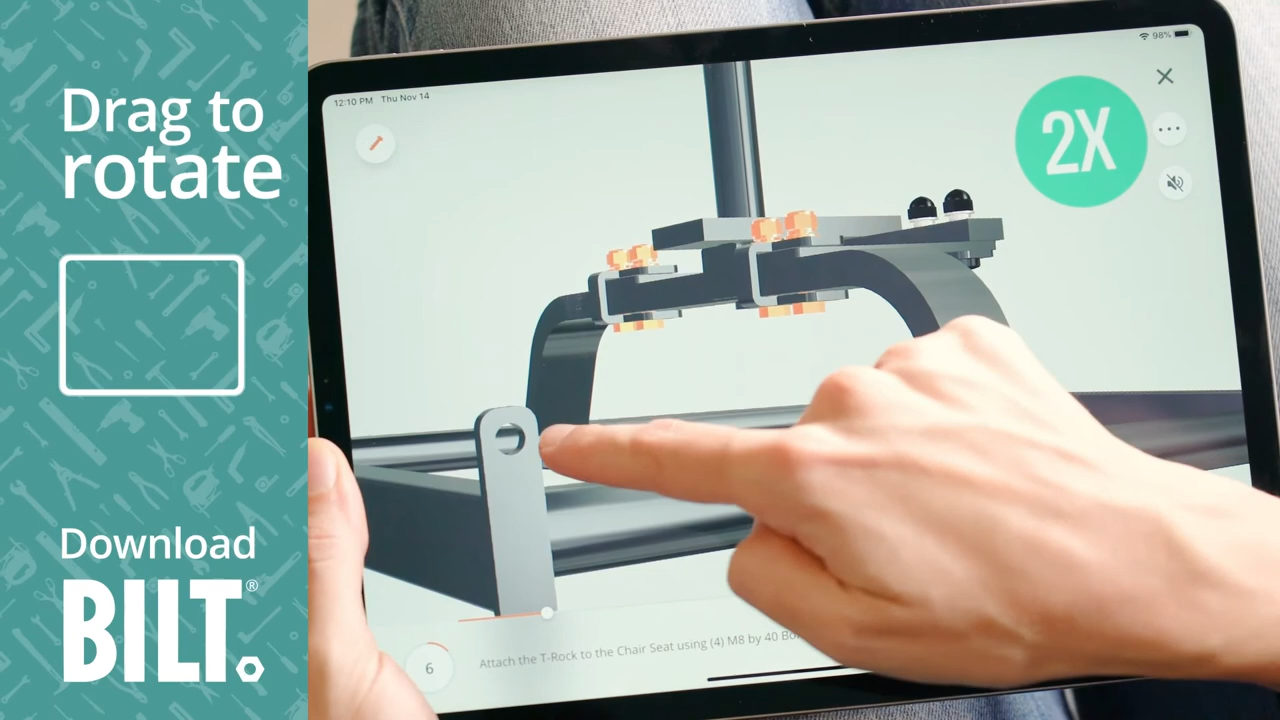 Drag to
rotate
Download
BILT®
12:10 PM Thu Nov 14
98%
2X
6
Attach the T-Rock to the Chair Seat using (4) M8 by 40